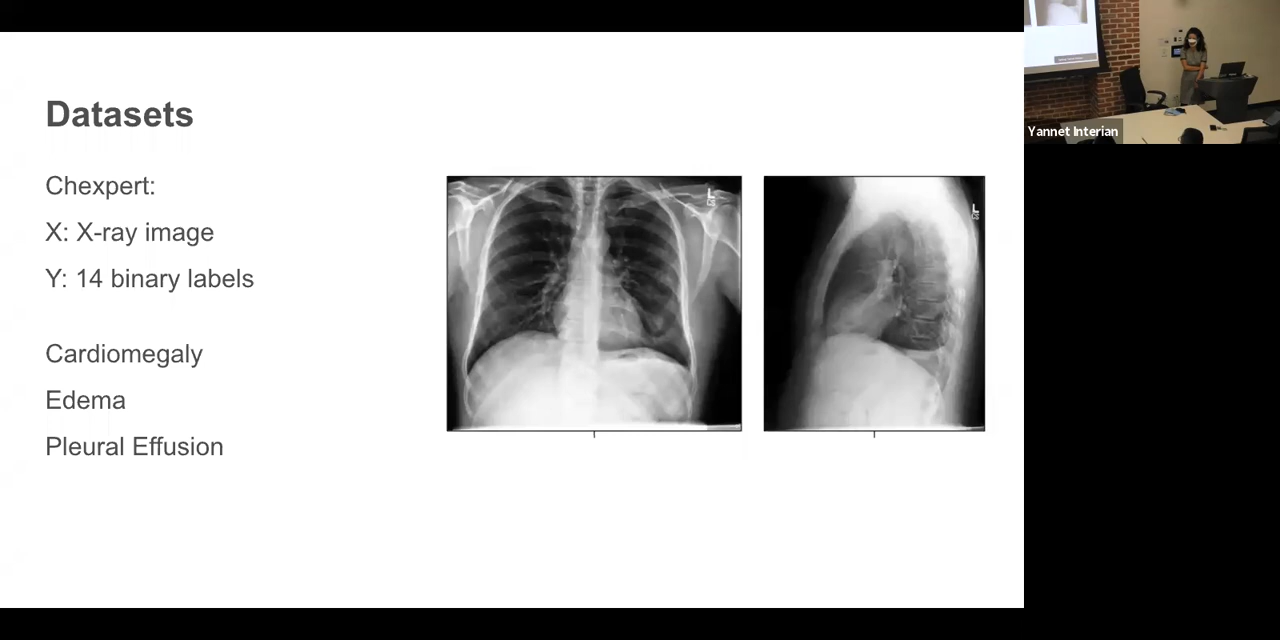 Datasets
Chexpert:
X: X-ray image
Y: 14 binary labels
Cardiomegaly
Edema
Pleural Effusion
L
L
Yannet Interian